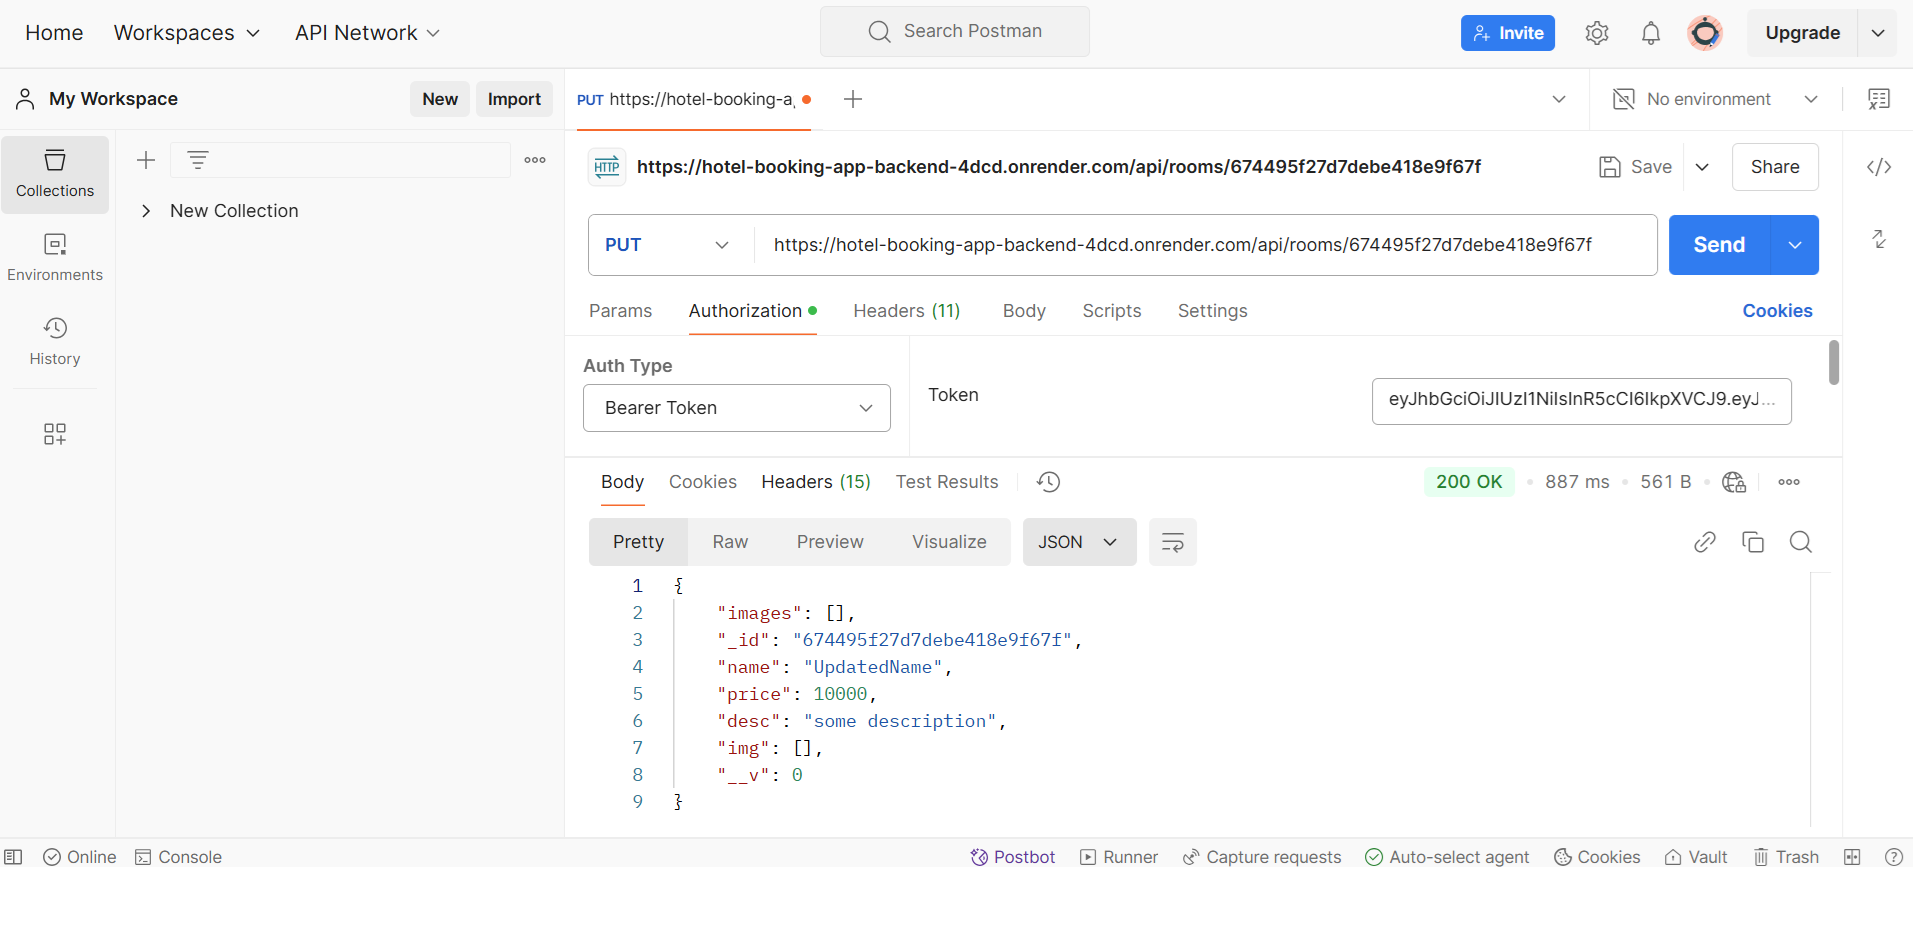 Home Workspaces API Network Search Postman Invite Upgrade
My Workspace New Import PUT https://hotel-booking-a No environment
Collections
New Collection
Environments
History
HTTP https://hotel-booking-app-backend-4dcd.onrender.com/api/rooms/674495f27d7debe418e9f67f Save Share
PUT https://hotel-booking-app-backend-4dcd.onrender.com/api/rooms/674495f27d7debe418e9f67f Send
Params Authorization Headers (11) Body Scripts Settings Cookies
Auth Type
Bearer Token
Token eyJhbGciOiJIUzI1NiIsInR5cCI6IkpXVCJ9.eyJ...
Body Cookies Headers (15) Test Results 200 OK 887 ms 561 B
Pretty Raw Preview Visualize JSON
1 {
2 "images": [],
3 "_id": "674495f27d7debe418e9f67f",
4 "name": "UpdatedName",
5 "price": 10000,
6 "desc": "some description",
7 "img": [],
8 "__v": 0
9 }
Online Console Postbot Runner Capture requests Auto-select agent Cookies Vault Trash